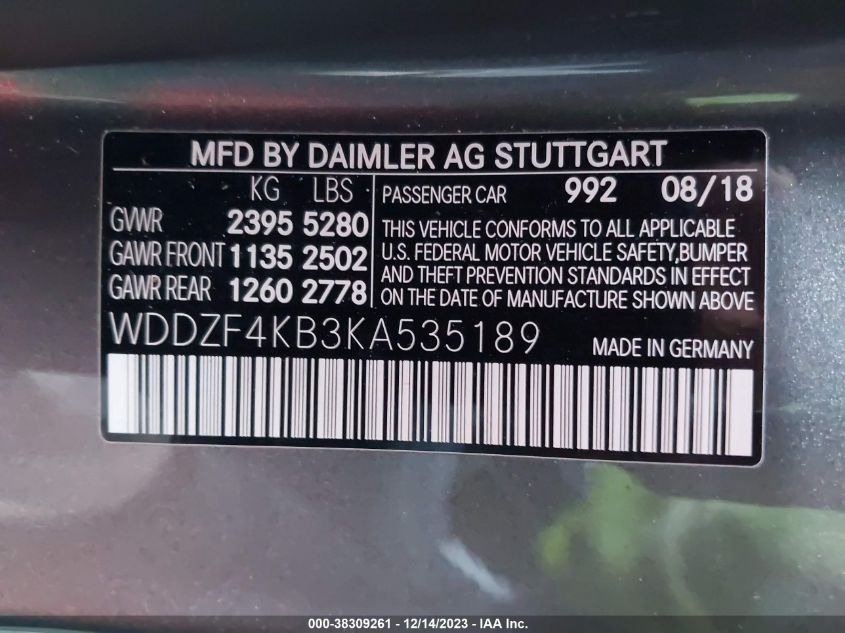 MFD BY DAIMLER AG STUTTGART
KG LBS
GVWR 2395 5280
GAWR FRONT 1135 2502
GAWR REAR 1260 2778
PASSENGER CAR 992 08/18
THIS VEHICLE CONFORMS TO ALL APPLICABLE
U.S. FEDERAL MOTOR VEHICLE SAFETY,BUMPER
AND THEFT PREVENTION STANDARDS IN EFFECT
ON THE DATE OF MANUFACTURE SHOWN ABOVE
WDDZF4KB3KA535189 MADE IN GERMANY
000-38309261 - 12/14/2023 - IAA Inc.